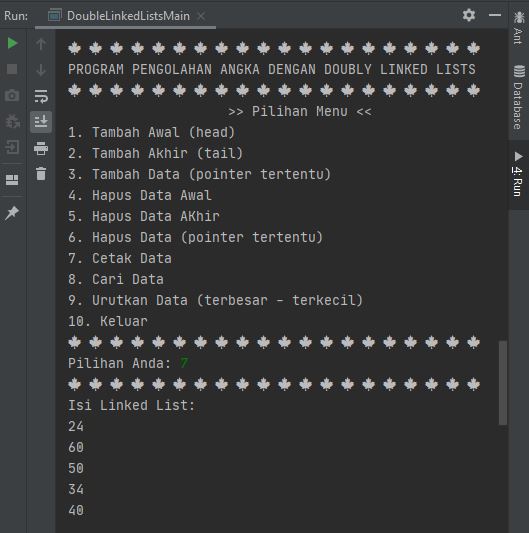 Run: DoubleLinkedListsMain ×
PROGRAM PENGOLAHAN ANGKA DENGAN DOUBLY LINKED LISTS
>> Pilihan Menu <<
1. Tambah Awal (head)
2. Tambah Akhir (tail)
3. Tambah Data (pointer tertentu)
4. Hapus Data Awal
5. Hapus Data AKhir
6. Hapus Data (pointer tertentu)
7. Cetak Data
8. Cari Data
9. Urutkan Data (terbesar - terkecil)
10. Keluar
Pilihan Anda: 7
Isi Linked List:
24
60
50
34
40
Ant
Database
4: Run